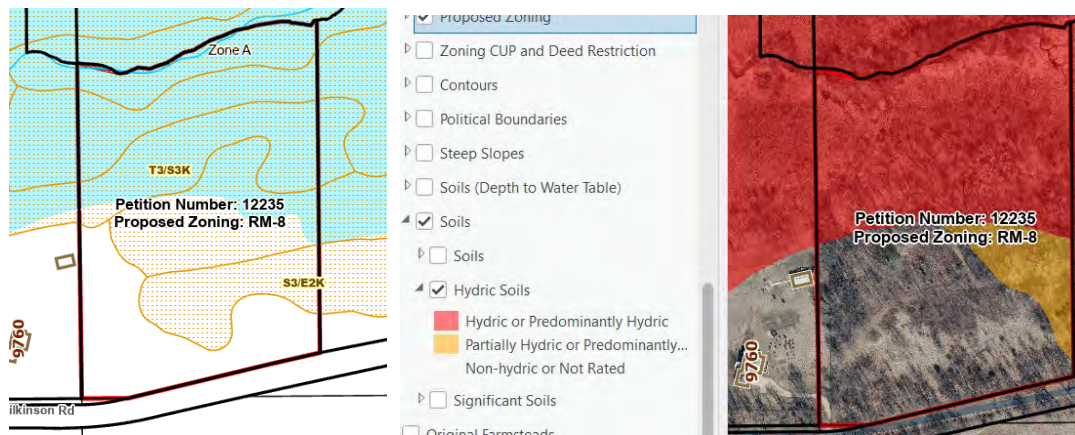 Zone A
T3/S3K
Petition Number: 12235
Proposed Zoning: RM-8
S3/E2K
9760
ilkinson Rd
Proposed Zoning
Zoning CUP and Deed Restriction
Contours
Political Boundaries
Steep Slopes
Soils (Depth to Water Table)
Soils
Soils
Hydric Soils
Hydric or Predominantly Hydric
Partially Hydric or Predominantly...
Non-hydric or Not Rated
Significant Soils
Original Farmsteads
Petition Number: 12235
Proposed Zoning: RM-8
9760